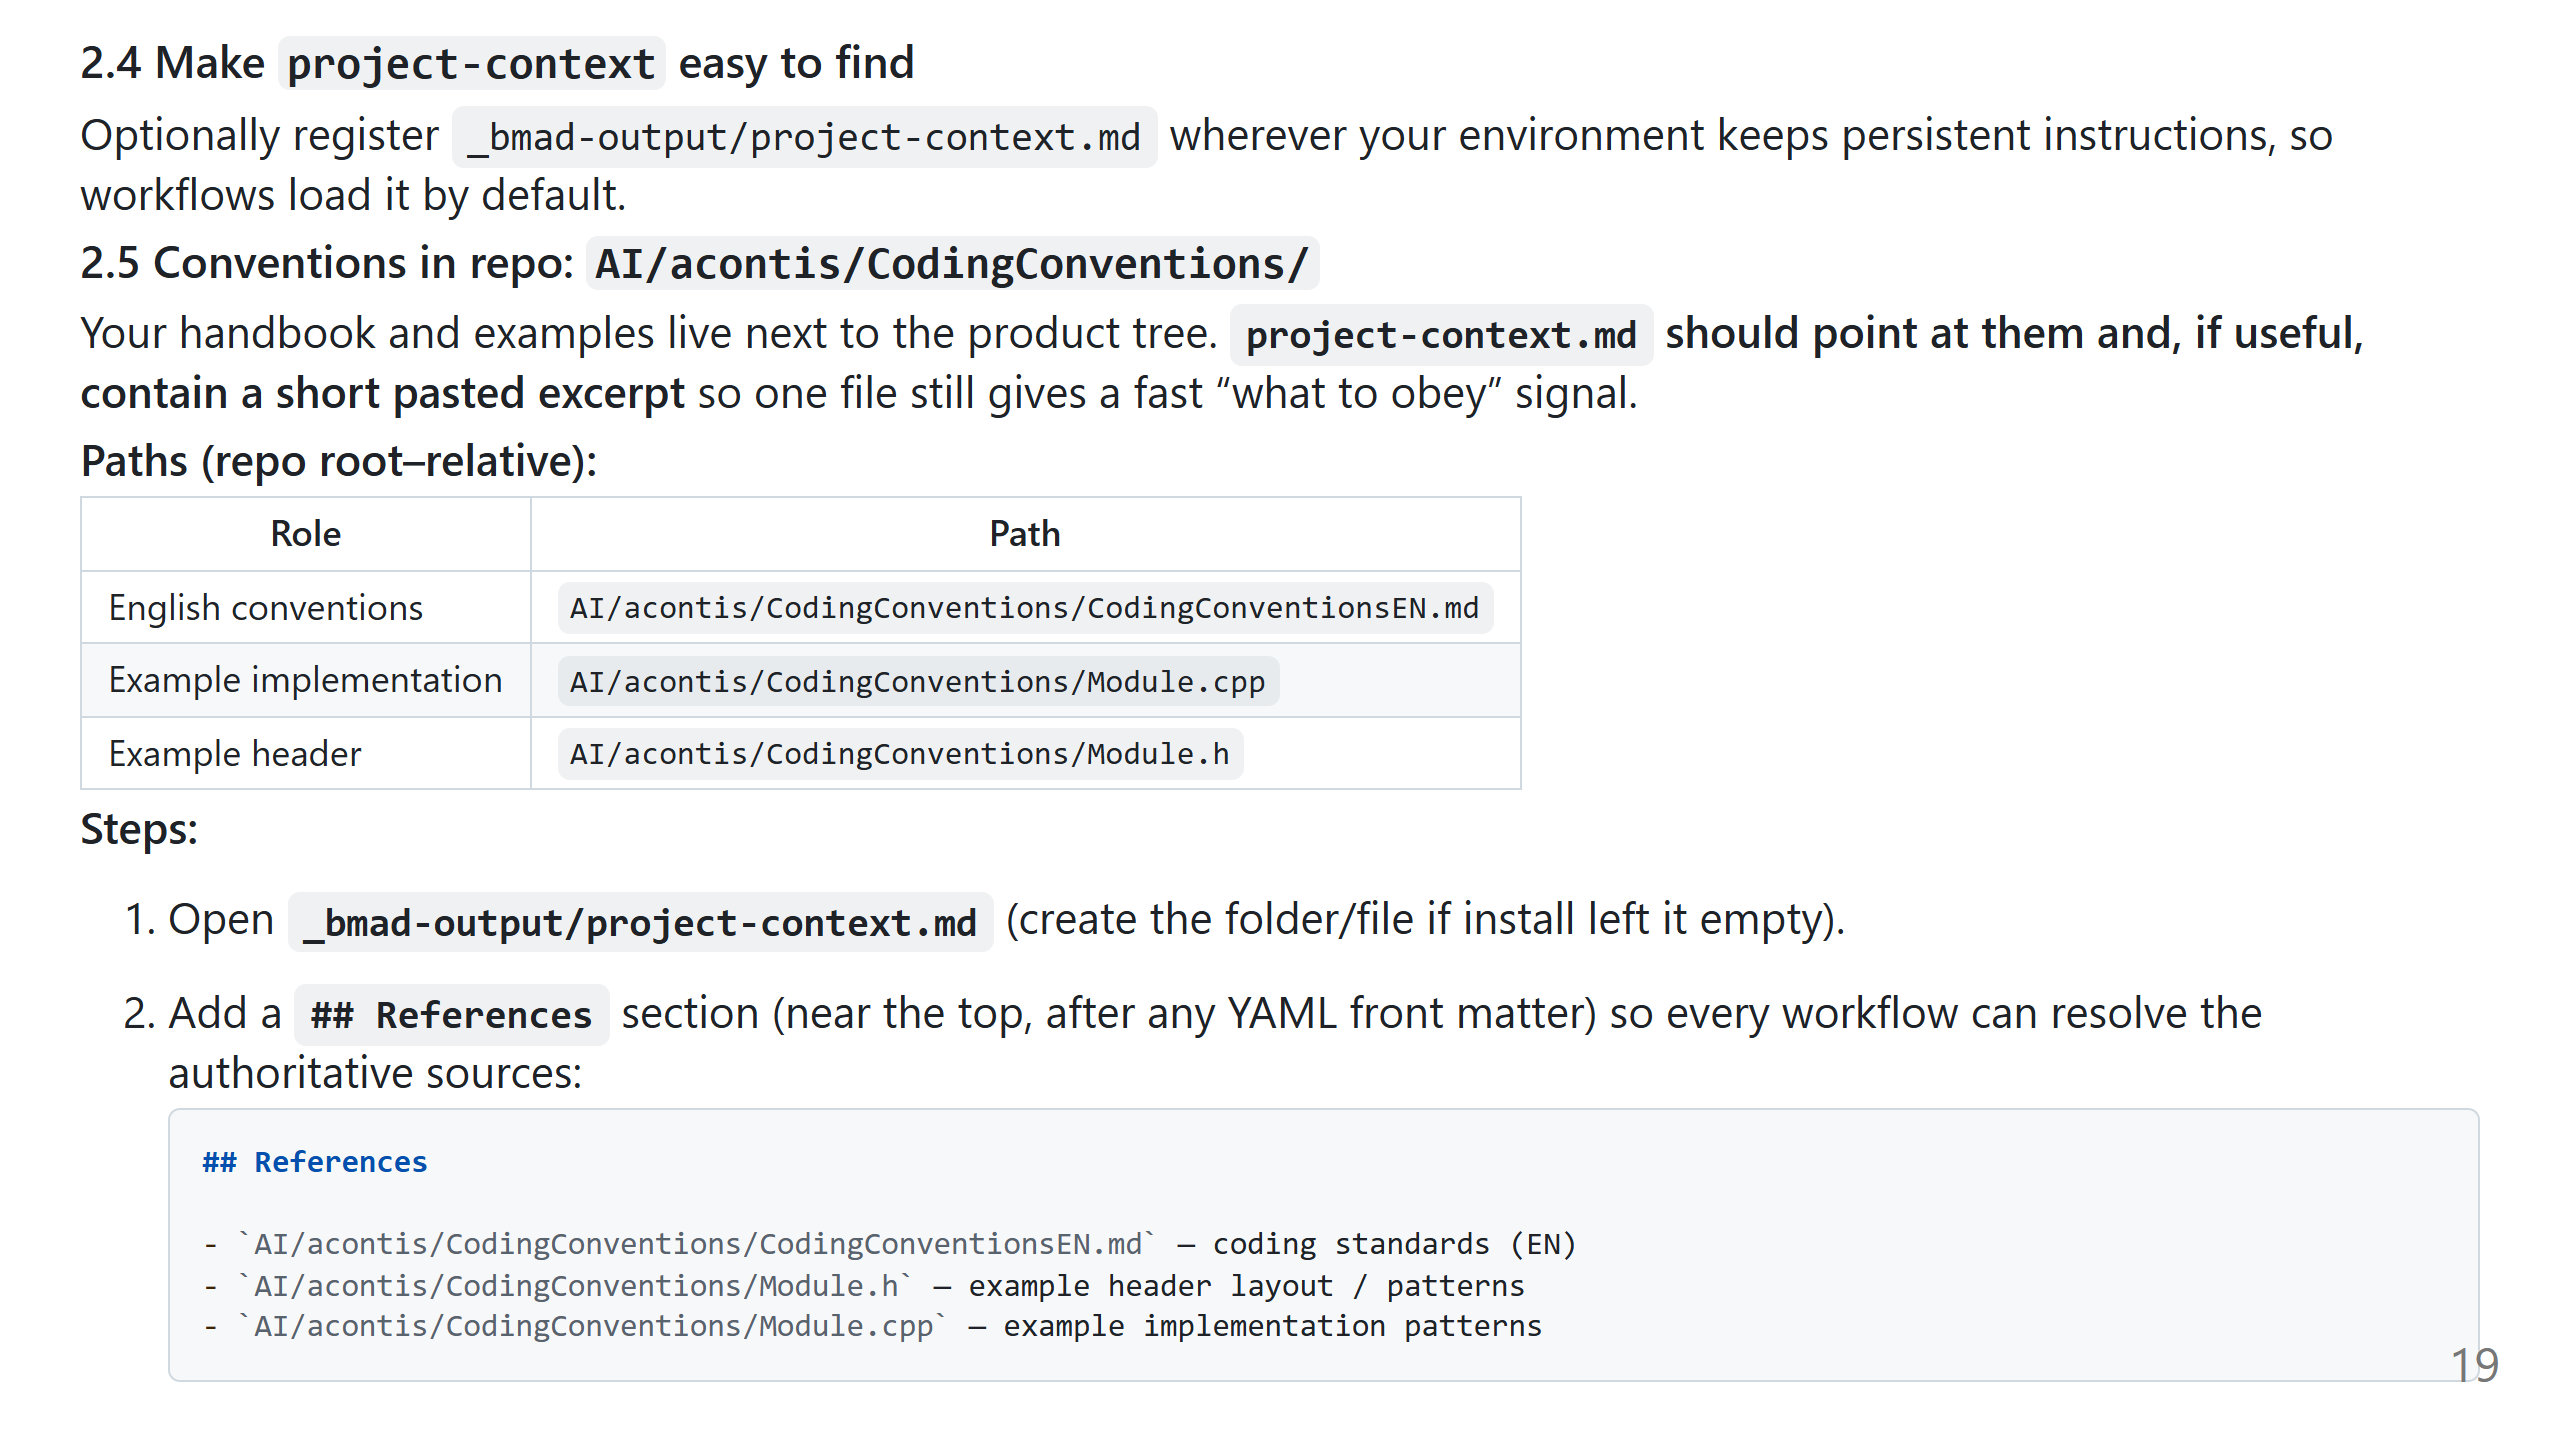 2.4 Make project-context easy to find
Optionally register _bmad-output/project-context.md wherever your environment keeps persistent instructions, so
workflows load it by default.
2.5 Conventions in repo: AI/acontis/CodingConventions/
Your handbook and examples live next to the product tree. project-context.md should point at them and, if useful,
contain a short pasted excerpt so one file still gives a fast “what to obey” signal.
Paths (repo root–relative):
Role Path
English conventions AI/acontis/CodingConventions/CodingConventionsEN.md
Example implementation AI/acontis/CodingConventions/Module.cpp
Example header AI/acontis/CodingConventions/Module.h
Steps:
1. Open _bmad-output/project-context.md (create the folder/file if install left it empty).
2. Add a ## References section (near the top, after any YAML front matter) so every workflow can resolve the
authoritative sources:
## References
- `AI/acontis/CodingConventions/CodingConventionsEN.md` — coding standards (EN)
- `AI/acontis/CodingConventions/Module.h` — example header layout / patterns
- `AI/acontis/CodingConventions/Module.cpp` — example implementation patterns
19